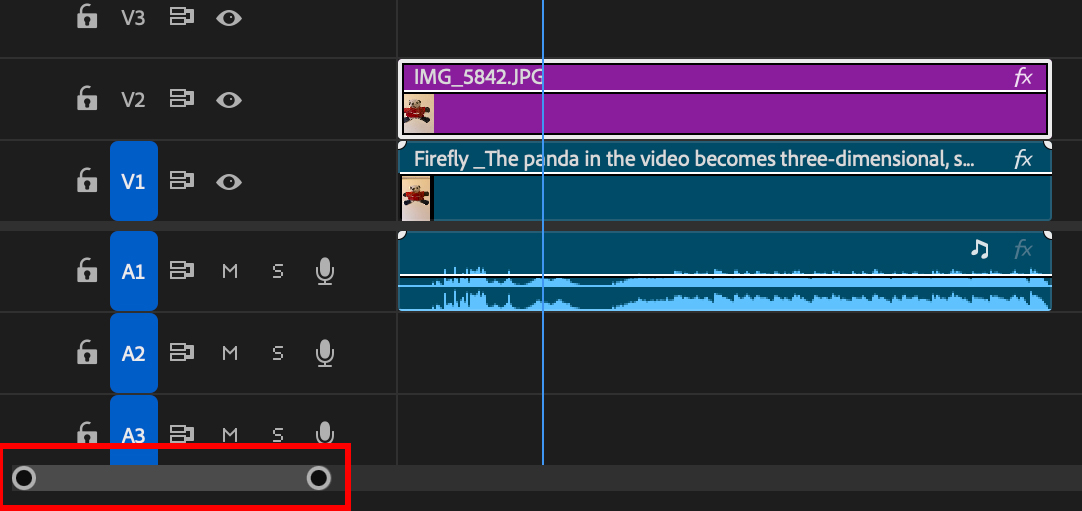 V3
V2
IMG_5842.JPG fx
V1
Firefly _The panda in the video becomes three-dimensional, s... fx
A1 M S fx
A2 M S
A3 M S